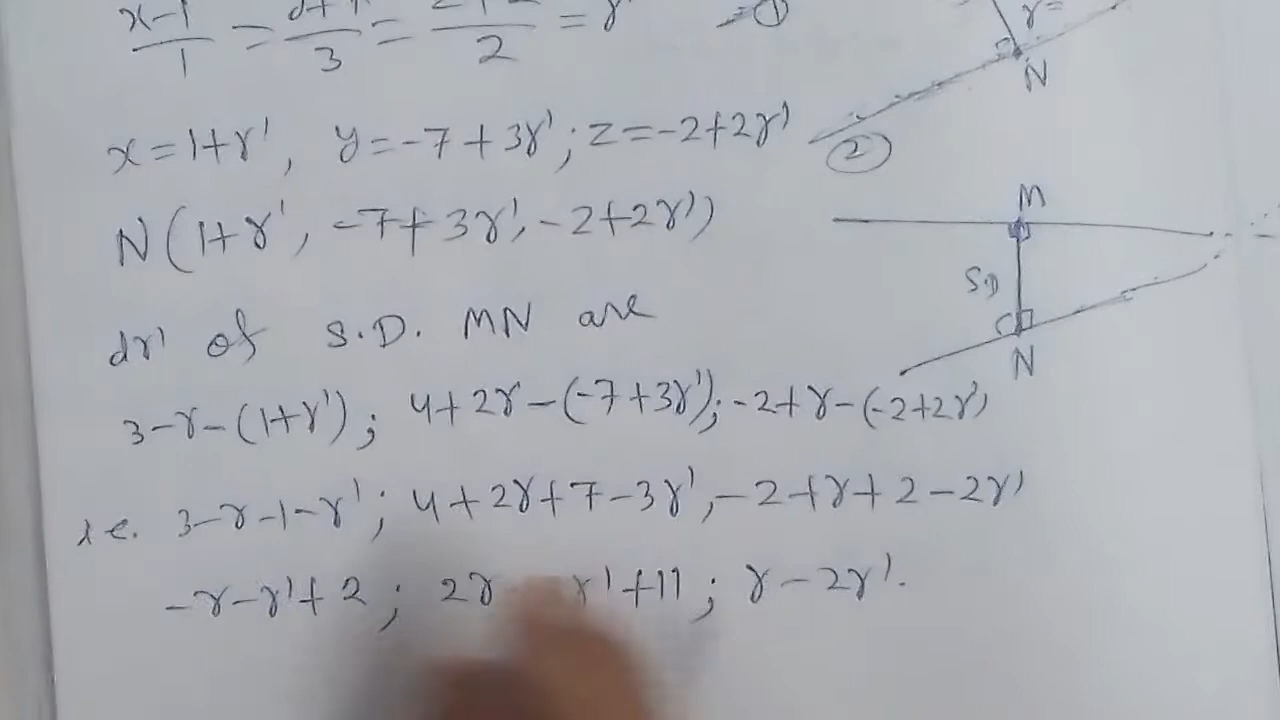 x-1/1 = /3 = /2 = r' ①
r=
N
x=1+r', y=-7+3r'; z=-2+2r'
②
N(1+r', -7+3r', -2+2r')
M
S.D
N
dr' of S.D. MN are
3-r-(1+r'); 4+2r-(-7+3r'); -2+r-(-2+2r')
i.e. 3-r-1-r'; 4+2r+7-3r', -2+r+2-2r'
-r-r'+2; 2r r'+11; r-2r'.